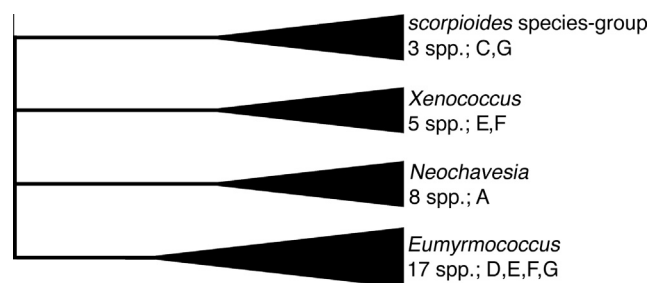 scorpioides species-group
3 spp.; C,G
Xenococcus
5 spp.; E,F
Neochavesia
8 spp.; A
Eumyrmococcus
17 spp.; D,E,F,G